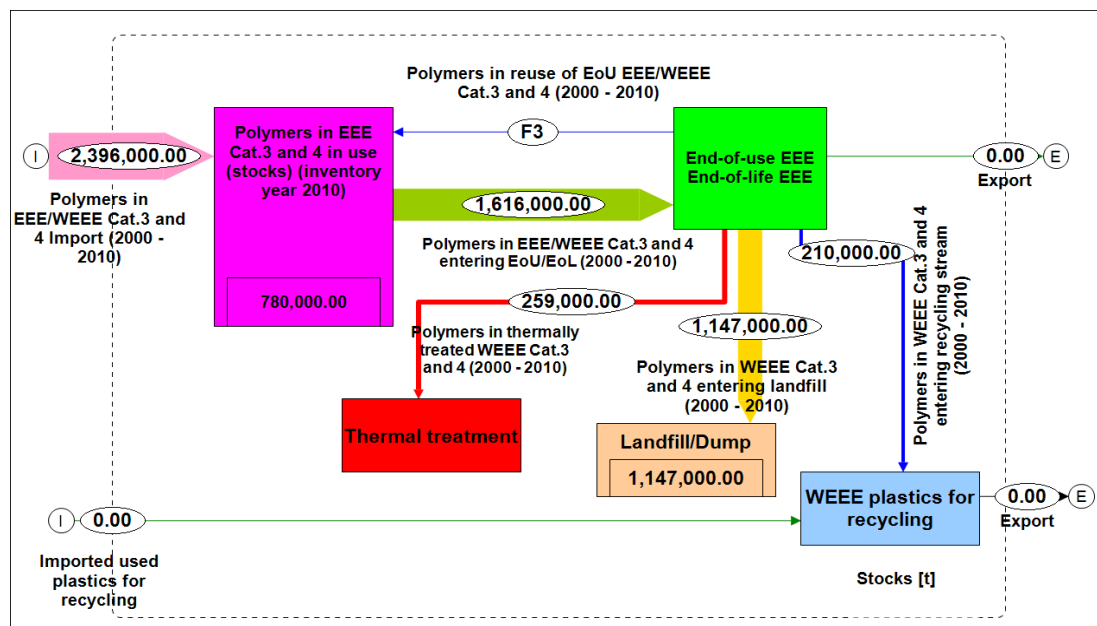 Polymers in reuse of EoU EEE/WEEE
Cat.3 and 4 (2000 - 2010)
F3
I
2,396,000.00
Polymers in
EEE/WEEE Cat.3 and
4 Import (2000 -
2010)
Polymers in EEE
Cat.3 and 4 in use
(stocks) (inventory
year 2010)
780,000.00
1,616,000.00
Polymers in EEE/WEEE Cat.3 and 4
entering EoU/EoL (2000 - 2010)
End-of-use EEE
End-of-life EEE
0.00
E
Export
259,000.00
Polymers in thermally
treated WEEE Cat.3
and 4 (2000 - 2010)
Thermal treatment
1,147,000.00
Polymers in WEEE Cat.3
and 4 entering landfill
(2000 - 2010)
Landfill/Dump
1,147,000.00
210,000.00
Polymers in WEEE Cat.3 and 4
entering recycling stream
(2000 - 2010)
WEEE plastics for
recycling
0.00
E
Export
I
0.00
Imported used
plastics for
recycling
Stocks [t]